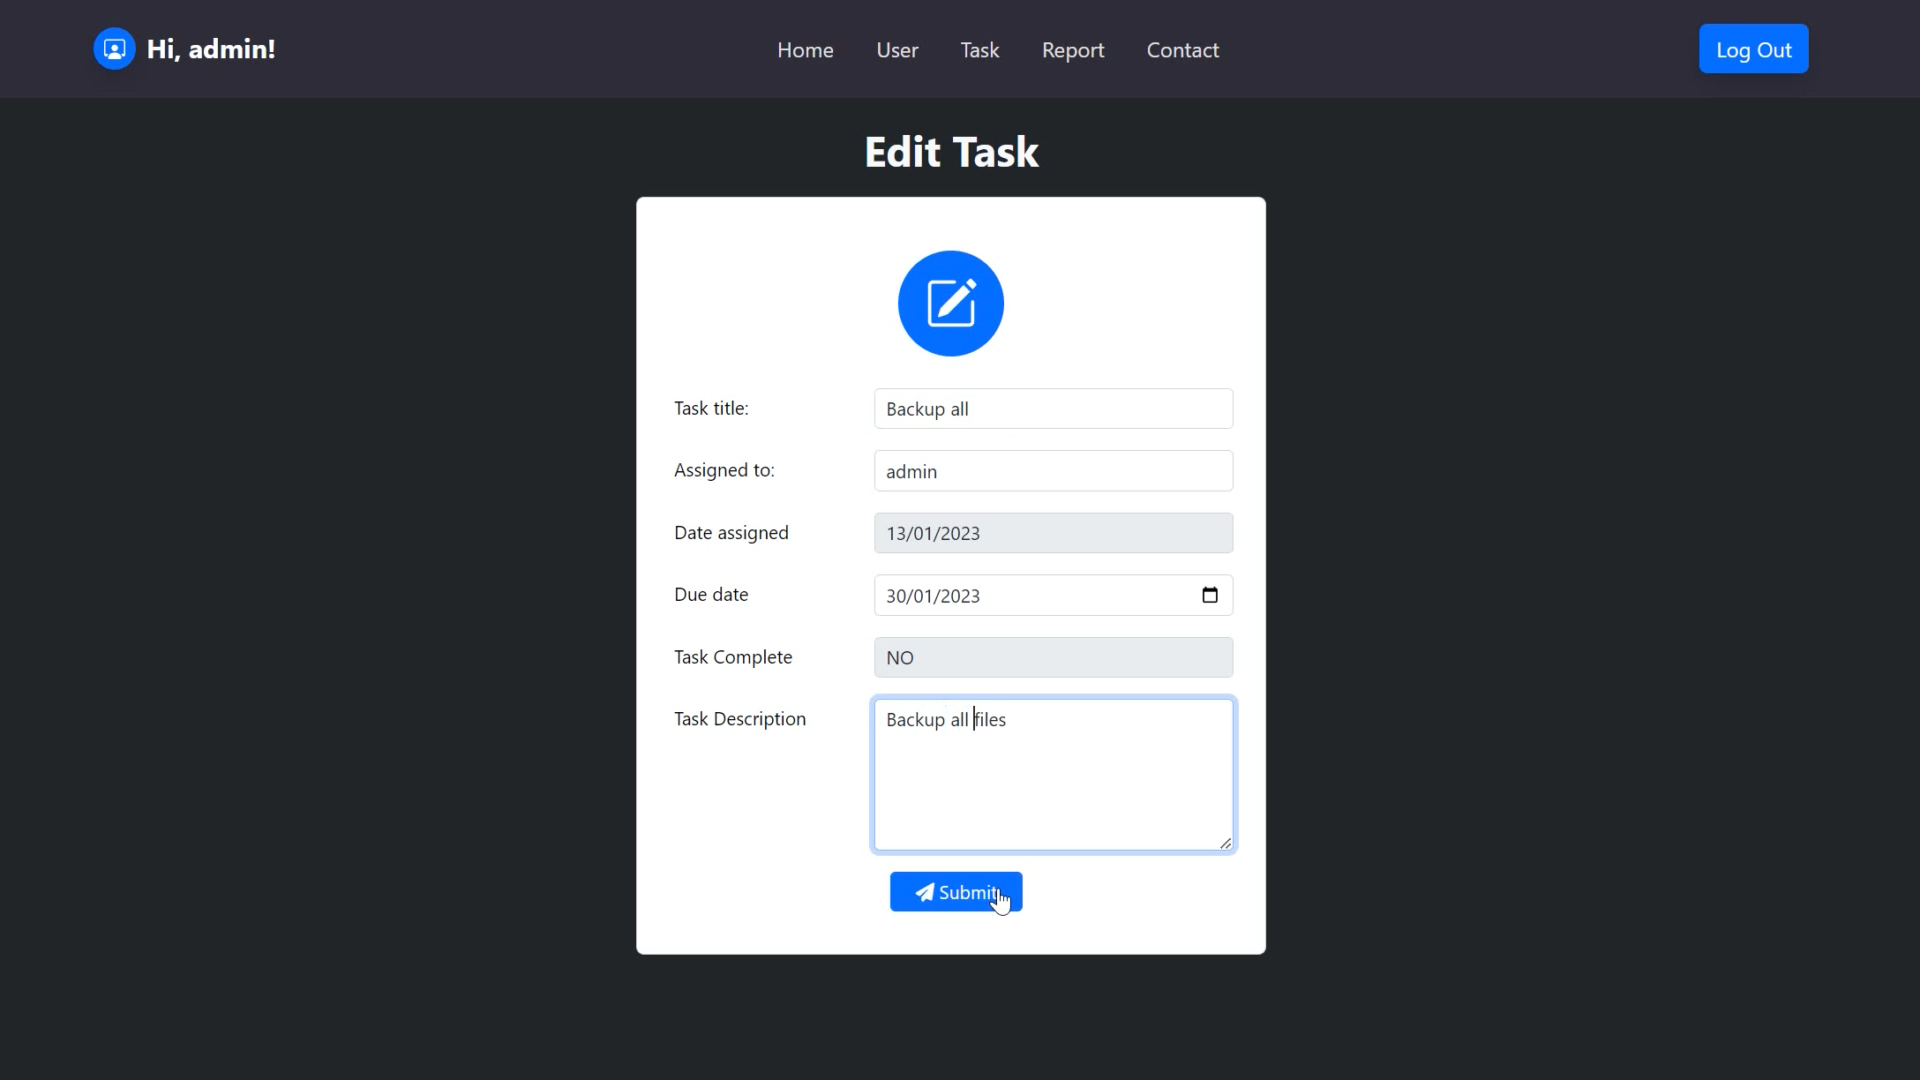 Hi, admin!
Home User Task Report Contact
Log Out
Edit Task
Task title: Backup all
Assigned to: admin
Date assigned 13/01/2023
Due date 30/01/2023
Task Complete NO
Task Description Backup all files
Submit